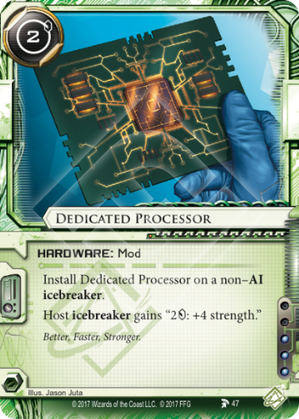 2
DEDICATED PROCESSOR
HARDWARE: Mod
Install Dedicated Processor on a non–AI
icebreaker.
Host icebreaker gains “2: +4 strength.”
Better, Faster, Stronger.
Illus. Jason Juta
© 2017 Wizards of the Coast LLC. © 2017 FFG 47